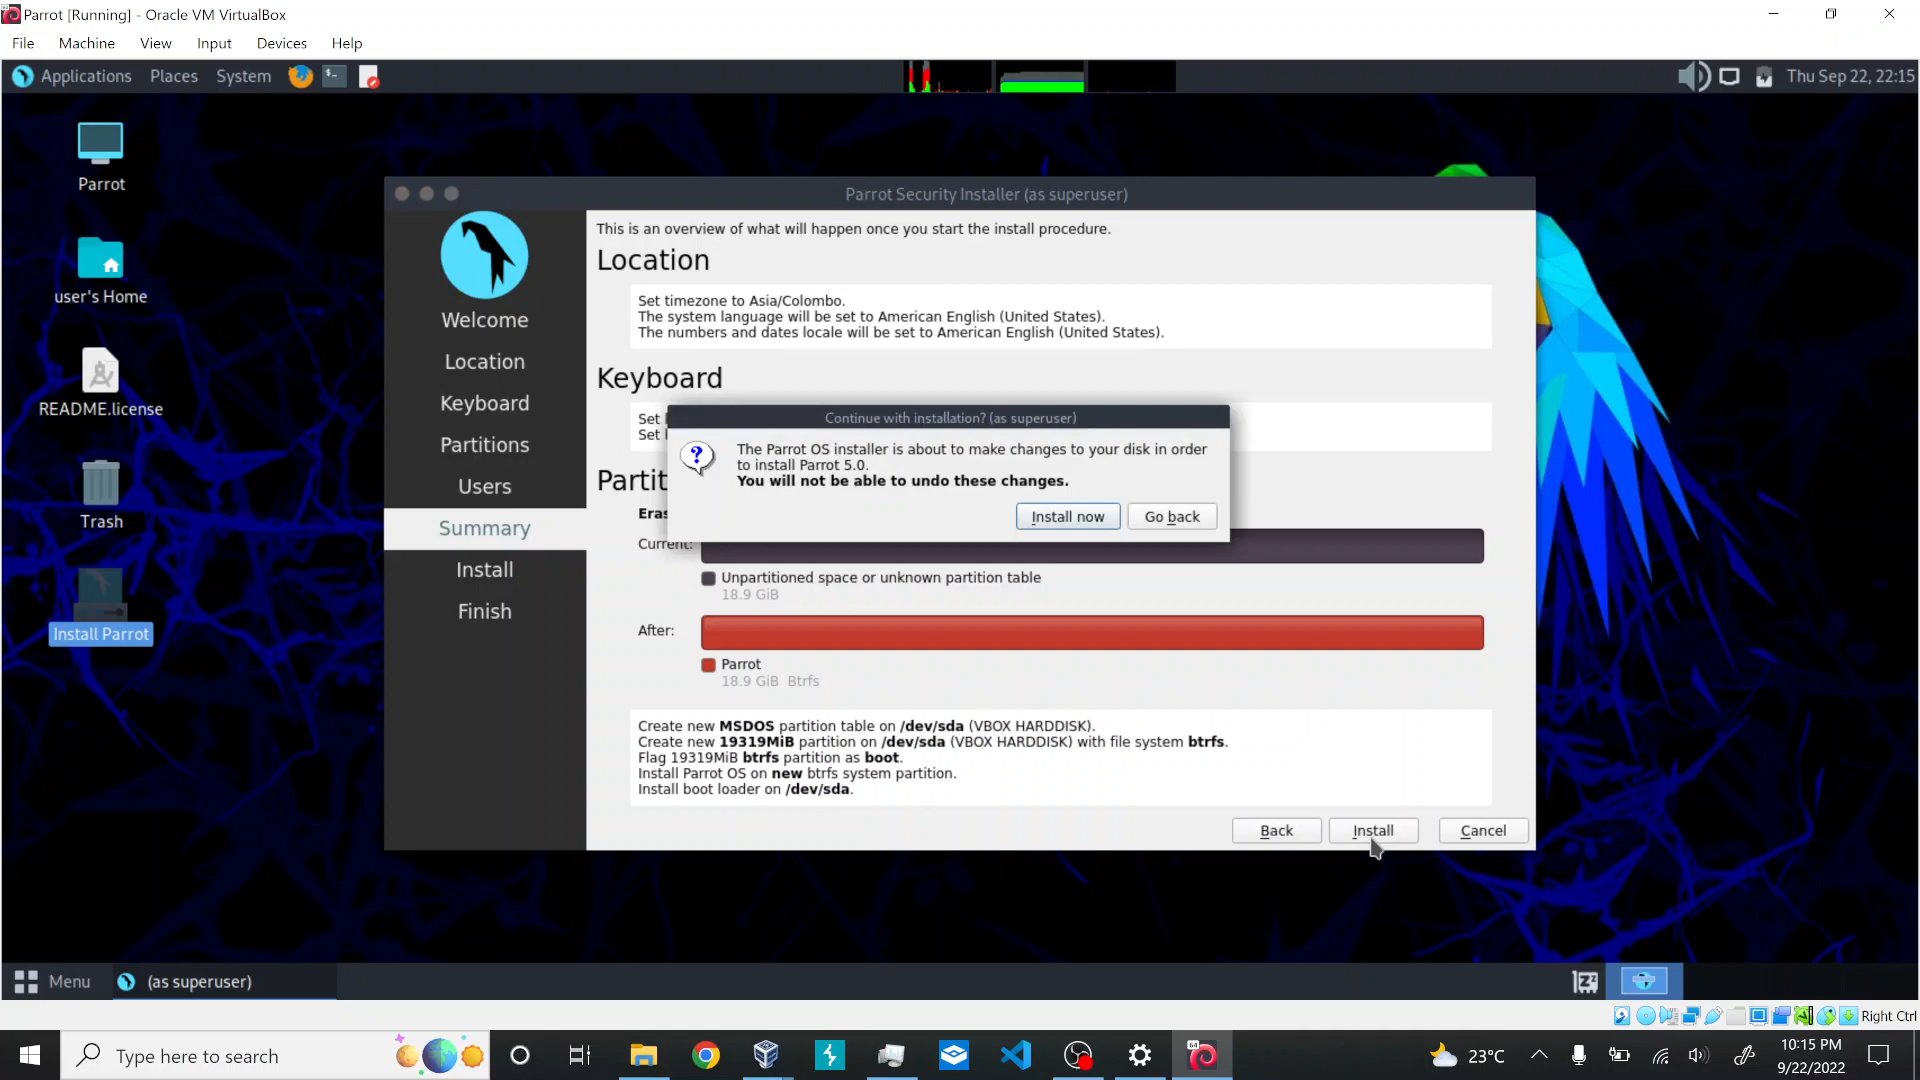 Parrot [Running] - Oracle VM VirtualBox
File Machine View Input Devices Help
Applications Places System
Thu Sep 22, 22:15
Parrot
user's Home
README.license
Trash
Install Parrot
Parrot Security Installer (as superuser)
Welcome
Location
Keyboard
Partitions
Users
Summary
Install
Finish
This is an overview of what will happen once you start the install procedure.
Location
Set timezone to Asia/Colombo.
The system language will be set to American English (United States).
The numbers and dates locale will be set to American English (United States).
Keyboard
Set
Set
Continue with installation? (as superuser)
The Parrot OS installer is about to make changes to your disk in order
to install Parrot 5.0.
You will not be able to undo these changes.
Install now Go back
Partit
Eras
Current:
Unpartitioned space or unknown partition table
18.9 GiB
After:
Parrot
18.9 GiB Btrfs
Create new MSDOS partition table on /dev/sda (VBOX HARDDISK).
Create new 19319MiB partition on /dev/sda (VBOX HARDDISK) with file system btrfs.
Flag 19319MiB btrfs partition as boot.
Install Parrot OS on new btrfs system partition.
Install boot loader on /dev/sda.
Back Install Cancel
Menu (as superuser)
Right Ctrl
Type here to search
64
23°C
10:15 PM
9/22/2022